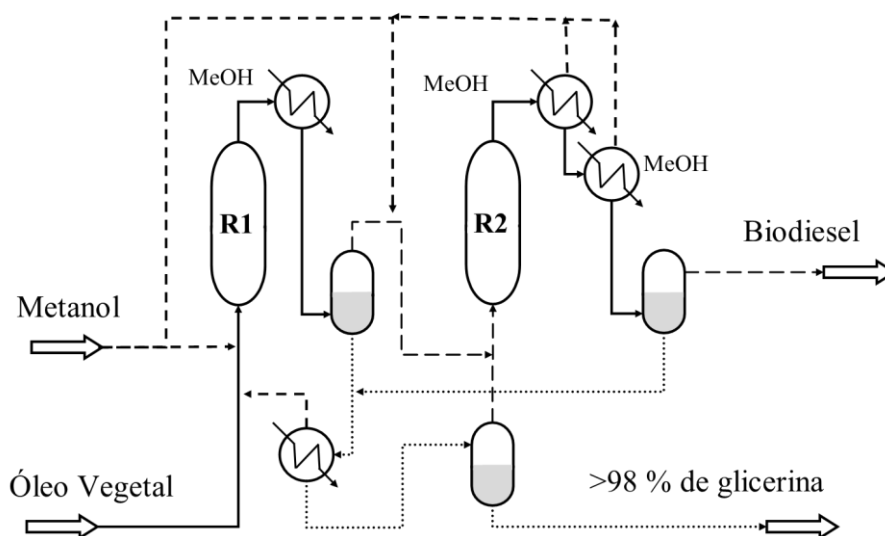 MeOH
MeOH
MeOH
R1
R2
Biodiesel
Metanol
Óleo Vegetal
>98 % de glicerina